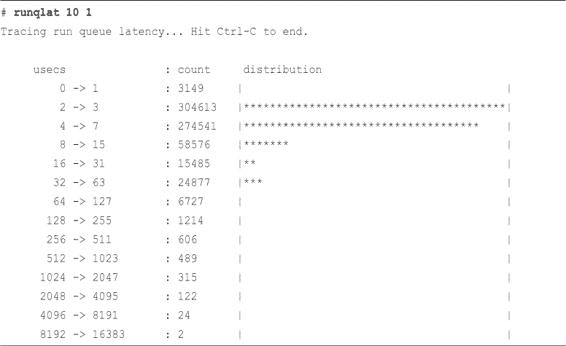 # runqlat 10 1
Tracing run queue latency... Hit Ctrl-C to end.
usecs : count distribution
0 -> 1 : 3149 | |
2 -> 3 : 304613 |****************************************|
4 -> 7 : 274541 |************************************ |
8 -> 15 : 58576 |******* |
16 -> 31 : 15485 |** |
32 -> 63 : 24877 |*** |
64 -> 127 : 6727 | |
128 -> 255 : 1214 | |
256 -> 511 : 606 | |
512 -> 1023 : 489 | |
1024 -> 2047 : 315 | |
2048 -> 4095 : 122 | |
4096 -> 8191 : 24 | |
8192 -> 16383 : 2 | |